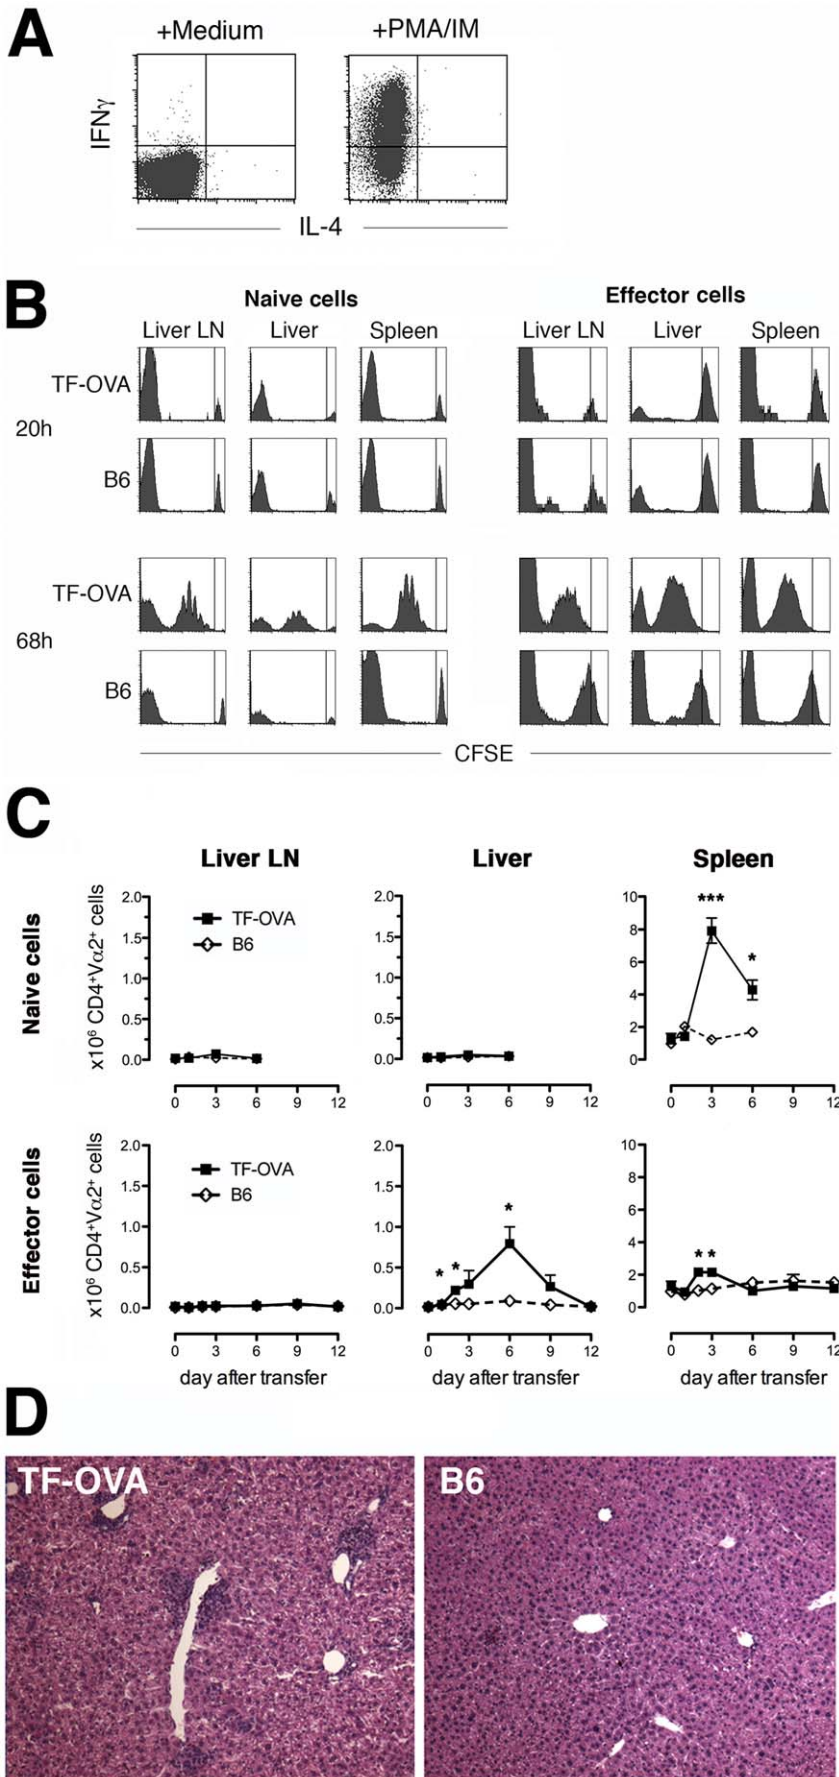 A
+Medium +PMA/IM
IFNγ
IL-4
B
Naive cells Effector cells
Liver LN Liver Spleen Liver LN Liver Spleen
TF-OVA
20h
B6
TF-OVA
68h
B6
CFSE
C
Liver LN Liver Spleen
Naive cells
x10⁶ CD4⁺Vα2⁺ cells
2.0 1.5 1.0 0.5 0.0
TF-OVA
B6
0 3 6 9 12
2.0 1.5 1.0 0.5 0.0
0 3 6 9 12
10 8 6 4 2 0
*** *
0 3 6 9 12
Effector cells
x10⁶ CD4⁺Vα2⁺ cells
2.0 1.5 1.0 0.5 0.0
TF-OVA
B6
0 3 6 9 12
day after transfer
2.0 1.5 1.0 0.5 0.0
* * *
0 3 6 9 12
day after transfer
10 8 6 4 2 0
* *
0 3 6 9 12
day after transfer
D
TF-OVA B6